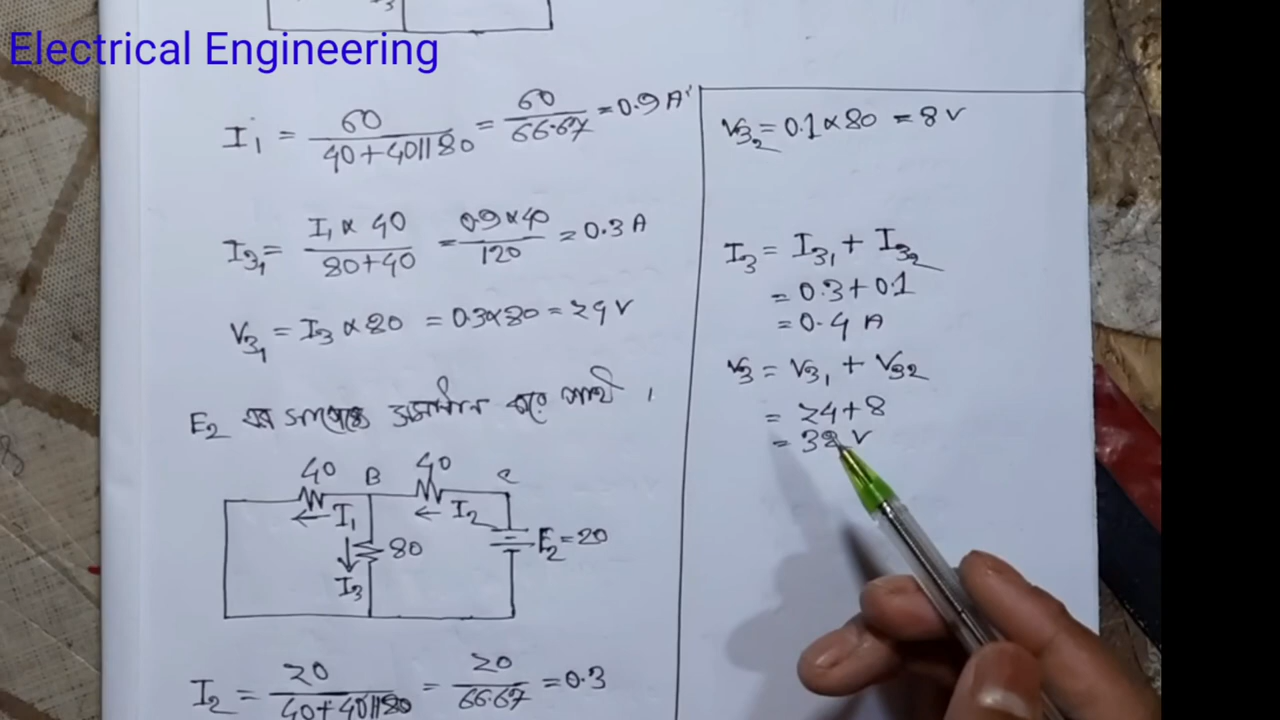 Electrical Engineering
I₁ = 60 / (40+40||80) = 60 / 66.67 = 0.9 A
I₃₁ = I₁ × 40 / (80+40) = 0.9×40 / 120 = 0.3 A
V₃₁ = I₃ × 80 = 0.3×80 = 24 V
E₂ এর সাপেক্ষে সমাধান করে পাই ।
40 B 40 C
I₁ I₂
80 E₂=20
I₃
I₂ = 20 / (40+40||80) = 20 / 66.67 = 0.3
V₃₂ = 0.1×80 = 8 V
I₃ = I₃₁ + I₃₂
= 0.3+0.1
= 0.4 A
V₃ = V₃₁ + V₃₂
= 24+8
= 32 V